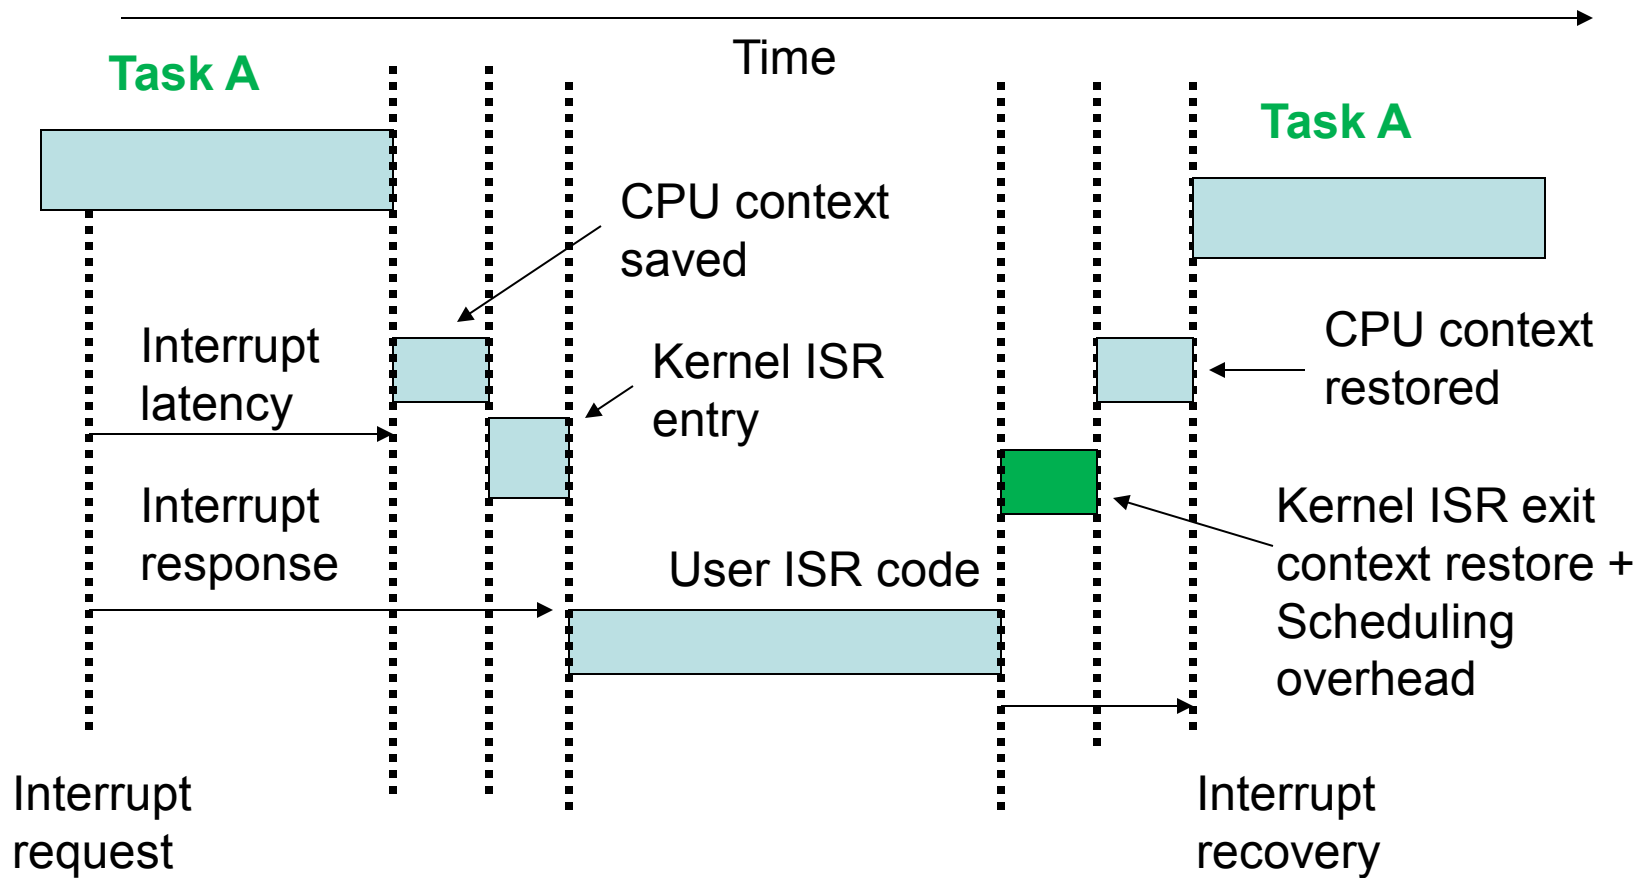 Time
Task A
Task A
CPU context
saved
Interrupt
latency
Kernel ISR
entry
CPU context
restored
Interrupt
response
User ISR code
Kernel ISR exit
context restore +
Scheduling
overhead
Interrupt
request
Interrupt
recovery